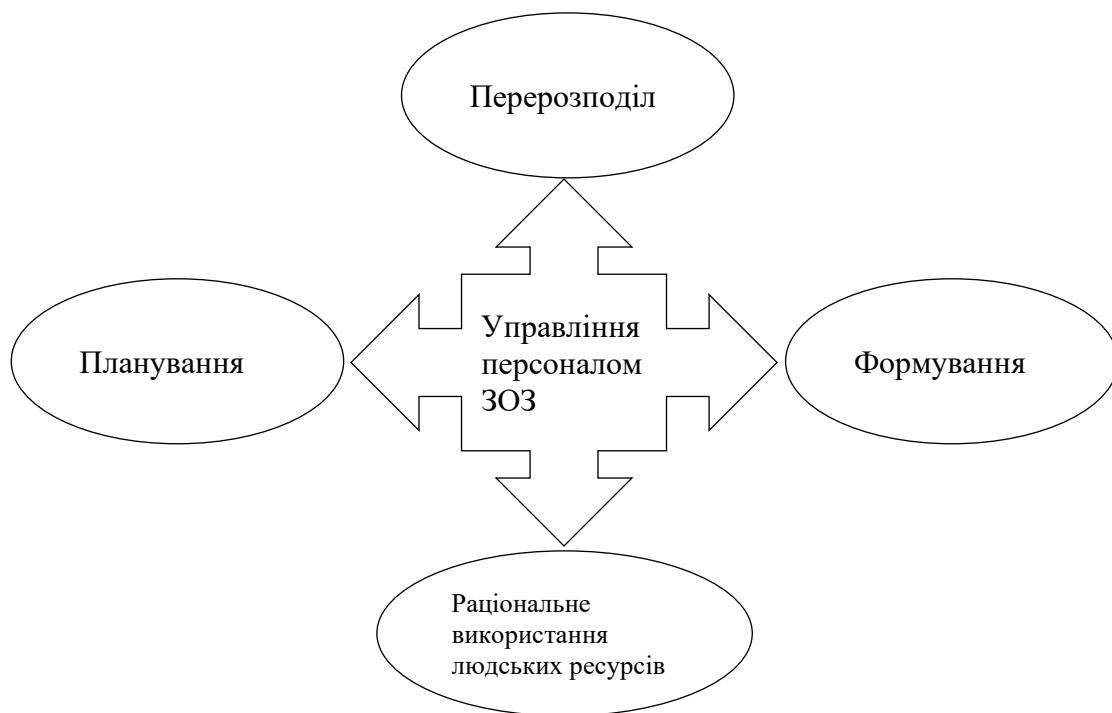 Перерозподіл
Планування
Управління
персоналом
ЗОЗ
Формування
Раціональне
використання
людських ресурсів